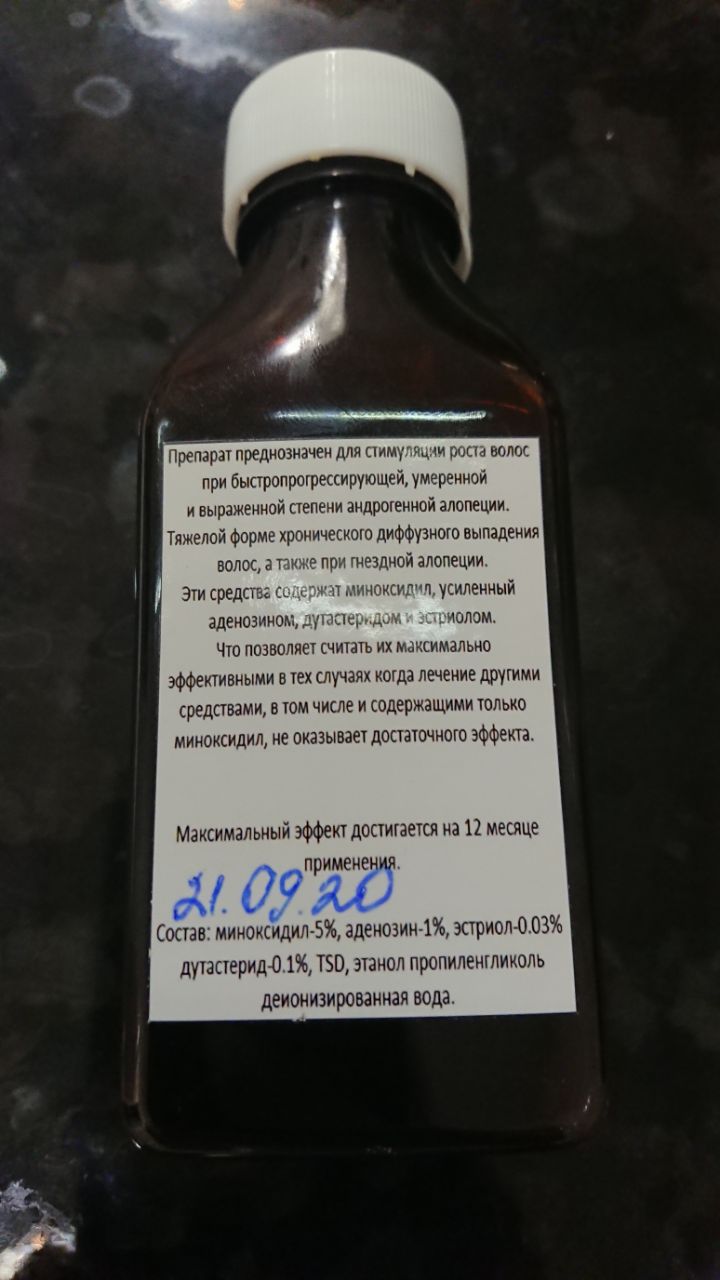 Препарат преднозначен для стимуляции роста волос
при быстропрогрессирующей, умеренной
и выраженной степени андрогенной алопеции.
Тяжелой форме хронического диффузного выпадения
волос, а также при гнездной алопеции.
Эти средства содержат миноксидил, усиленный
аденозином, дутастеридом и эстриолом.
Что позволяет считать их максимально
эффективными в тех случаях когда лечение другими
средствами, в том числе и содержащими только
миноксидил, не оказывает достаточного эффекта.
Максимальный эффект достигается на 12 месяце
применения.
21.09.20
Состав: миноксидил-5%, аденозин-1%, эстриол-0.03%
дутастерид-0.1%, TSD, этанол пропиленгликоль
деионизированная вода.